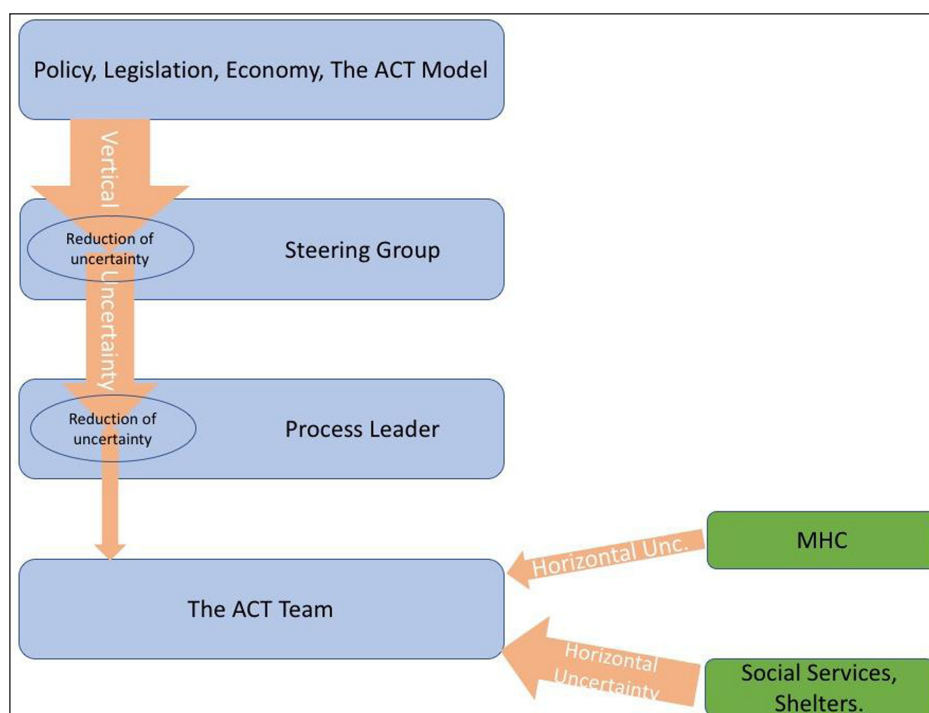 Policy, Legislation, Economy, The ACT Model
Vertical
Reduction of
uncertainty
Steering Group
Uncertainty
Reduction of
uncertainty
Process Leader
MHC
Horizontal Unc.
The ACT Team
Horizontal
Uncertainty
Social Services,
Shelters.